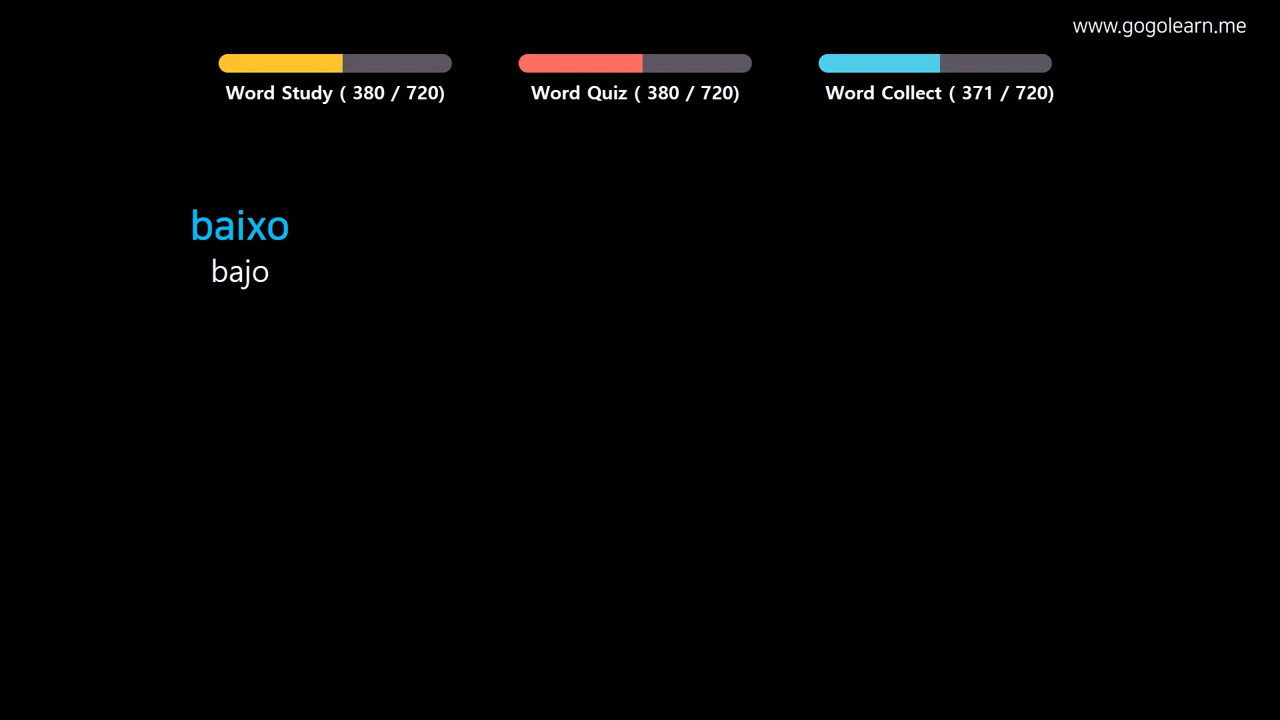 www.gogolearn.me
Word Study ( 380 / 720)
Word Quiz ( 380 / 720)
Word Collect ( 371 / 720)
baixo
bajo